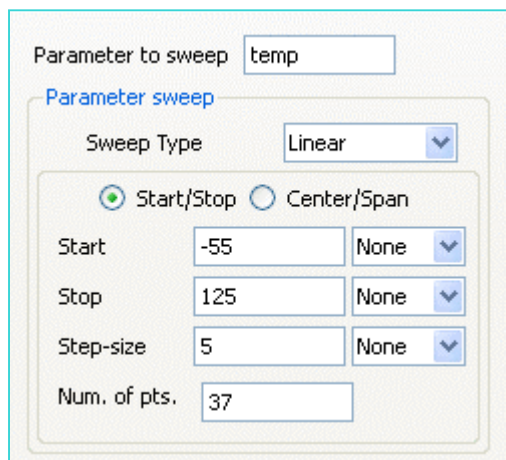 Parameter to sweep temp
Parameter sweep
Sweep Type Linear
Start/Stop Center/Span
Start -55 None
Stop 125 None
Step-size 5 None
Num. of pts. 37